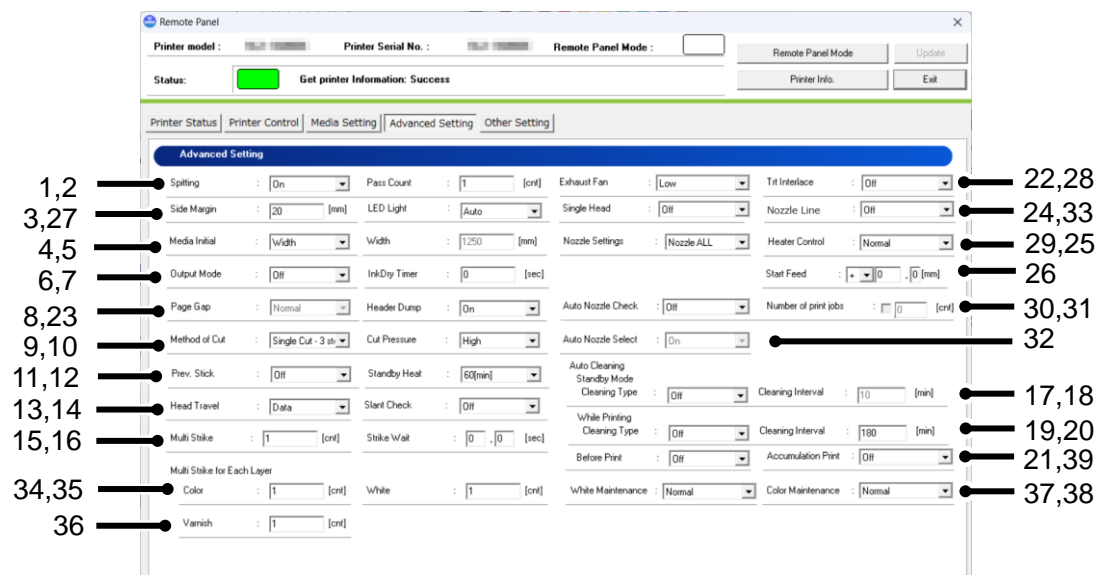 Remote Panel
Printer model : Printer Serial No. : Remote Panel Mode : Remote Panel Mode Update
Status: Get printer Information: Success Printer Info. Exit
Printer Status Printer Control Media Setting Advanced Setting Other Setting
Advanced Setting
1,2 Spitting : On Pass Count : 1 [cnt] Exhaust Fan : Low Trt Interlace : Off 22,28
3,27 Side Margin : 20 [mm] LED Light : Auto Single Head : Off Nozzle Line : Off 24,33
4,5 Media Initial : Width Width : 1250 [mm] Nozzle Settings : Nozzle ALL Heater Control : Normal 29,25
6,7 Output Mode : Off InkDry Timer : 0 [sec] Start Feed : + 0 . 0 [mm] 26
8,23 Page Gap : Normal Header Dump : On Auto Nozzle Check : Off Number of print jobs : 0 [cnt] 30,31
9,10 Method of Cut : Single Cut - 3 st Cut Pressure : High Auto Nozzle Select : On 32
11,12 Prev. Stick : Off Standby Heat : 60[min] Auto Cleaning
Standby Mode
Cleaning Type : Off Cleaning Interval : 10 [min] 17,18
13,14 Head Travel : Data Slant Check : Off
While Printing
15,16 Multi Strike : 1 [cnt] Strike Wait : 0 . 0 [sec] Cleaning Type : Off Cleaning Interval : 180 [min] 19,20
Before Print : Off Accumulation Print : Off 21,39
Multi Strike for Each Layer
34,35 Color : 1 [cnt] White : 1 [cnt] White Maintenance : Normal Color Maintenance : Normal 37,38
36 Varnish : 1 [cnt]